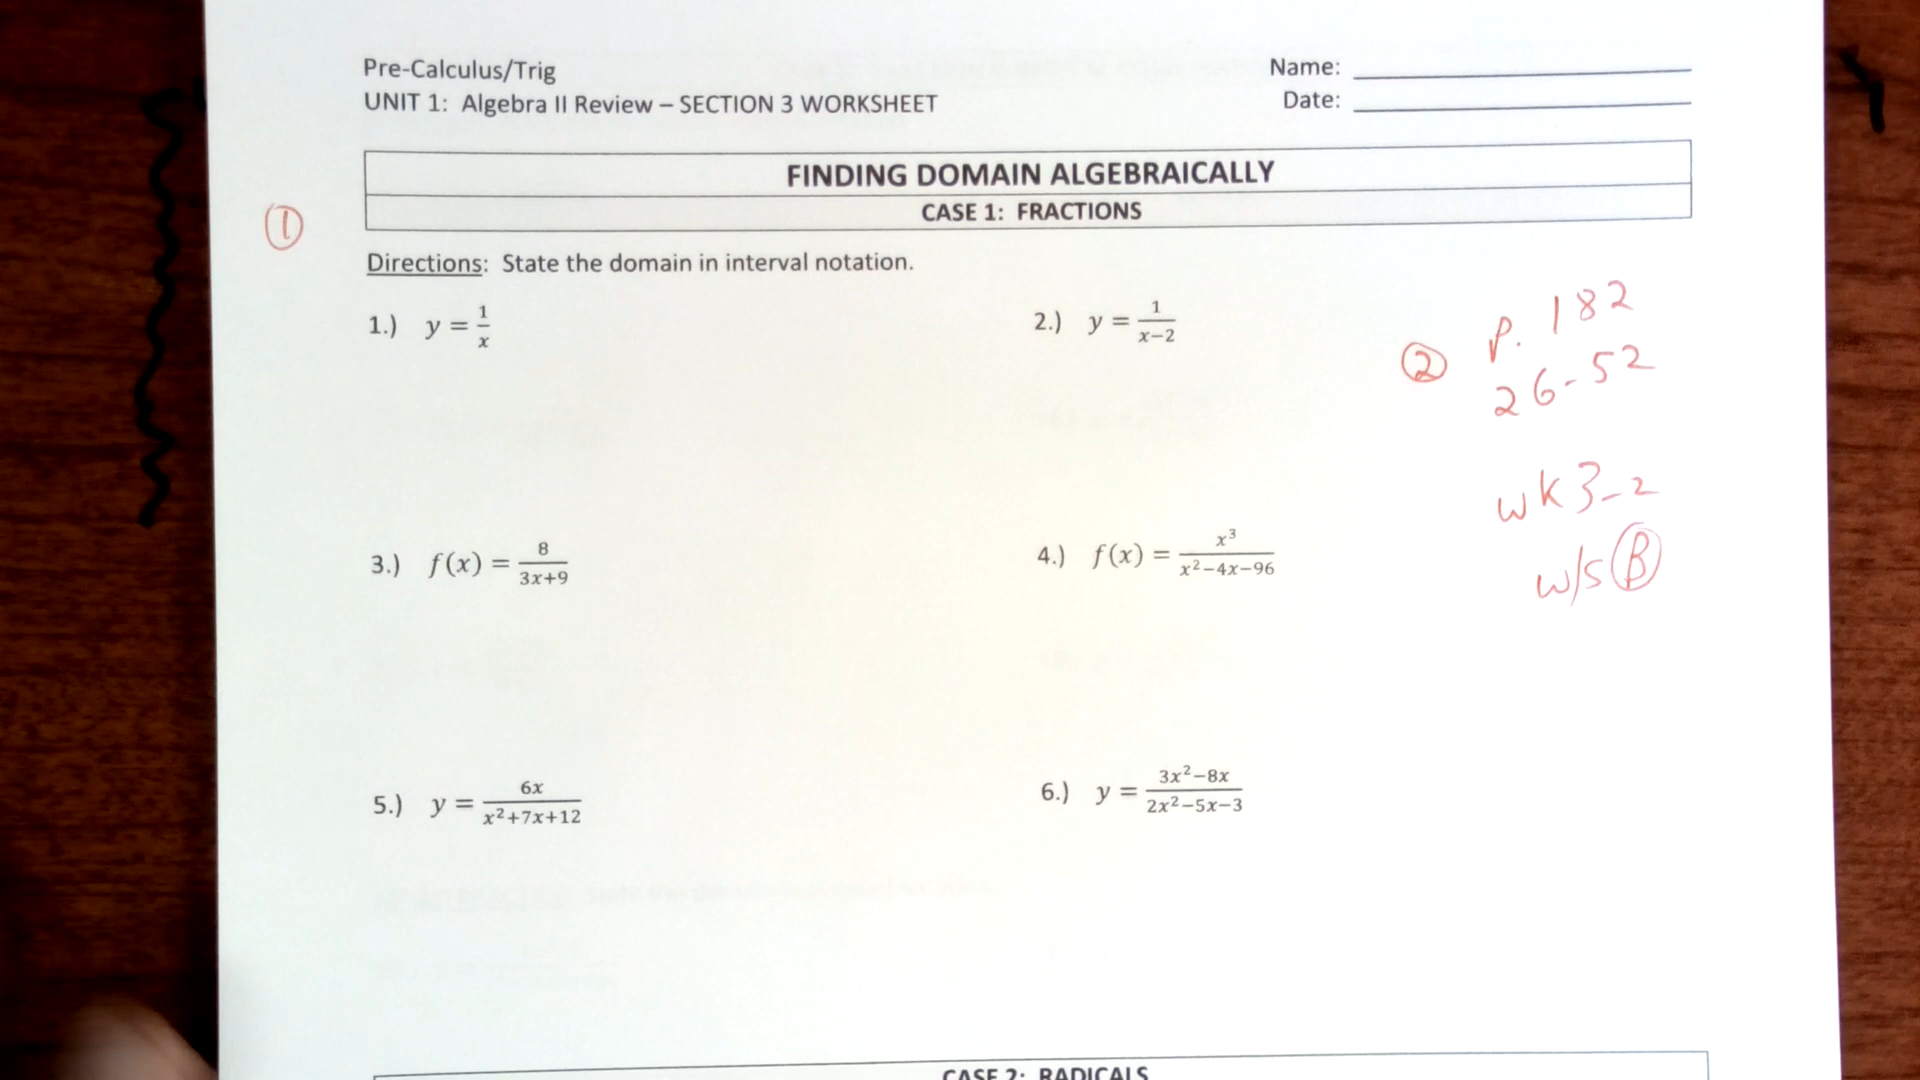 Pre-Calculus/Trig
Name:
UNIT 1: Algebra II Review – SECTION 3 WORKSHEET
Date:
FINDING DOMAIN ALGEBRAICALLY
CASE 1: FRACTIONS
①
Directions: State the domain in interval notation.
1.) y = 1/x
2.) y = 1/(x−2)
② p. 182
26-52
wk 3-2
w/s Ⓑ
3.) f(x) = 8/(3x+9)
4.) f(x) = x³/(x²−4x−96)
5.) y = 6x/(x²+7x+12)
6.) y = (3x²−8x)/(2x²−5x−3)
CASE 2: RADICALS